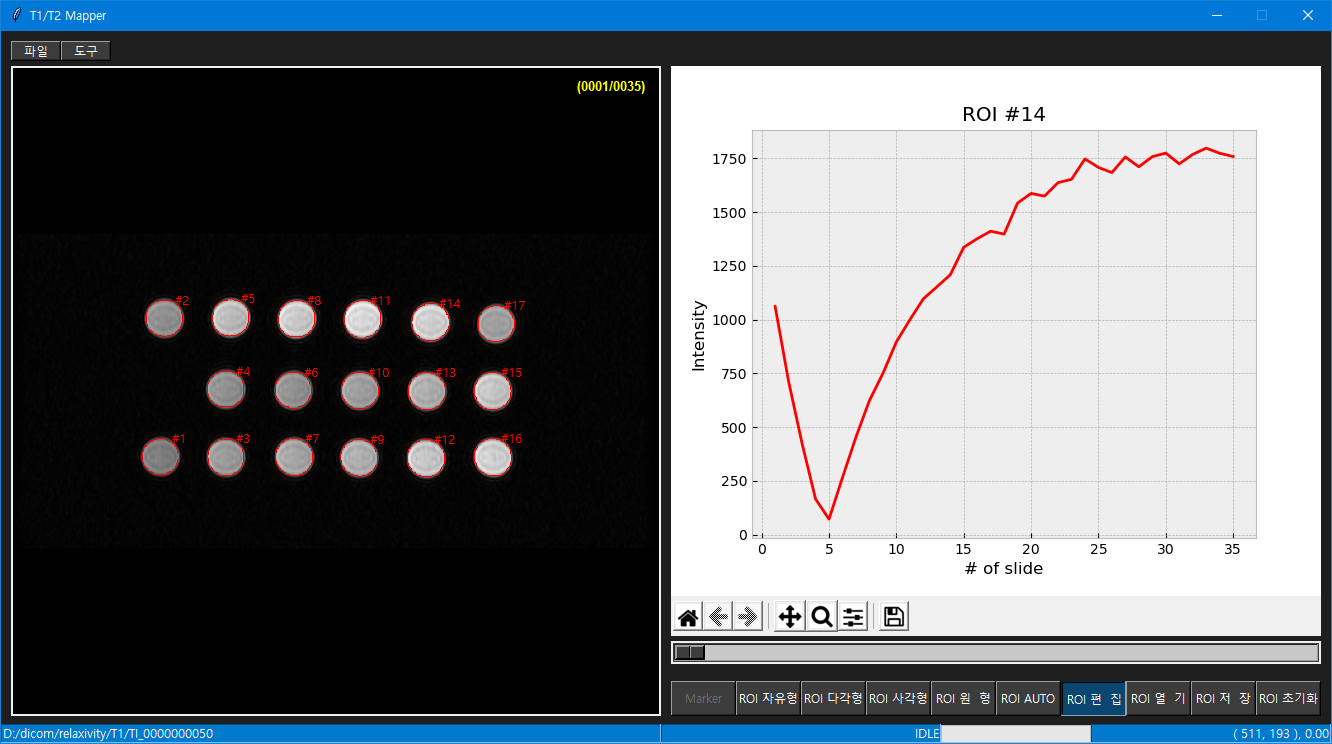 T1/T2 Mapper
파일 도구
(0001/0035)
#2 #5 #8 #11 #14 #17
#4 #6 #10 #13 #15
#1 #3 #7 #9 #12 #16
ROI #14
Intensity
1750
1500
1250
1000
750
500
250
0
0 5 10 15 20 25 30 35
# of slide
Marker ROI 자유형 ROI 다각형 ROI 사각형 ROI 원 형 ROI AUTO ROI 편 집 ROI 열 기 ROI 저 장 ROI 초기화
D:/dicom/relaxivity/T1/TI_0000000050 IDLE ( 511, 193 ), 0.00